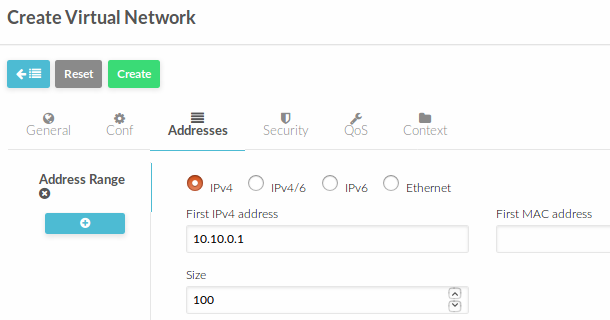 Create Virtual Network
Reset Create
General Conf Addresses Security QoS Context
Address Range
IPv4 IPv4/6 IPv6 Ethernet
First IPv4 address First MAC address
10.10.0.1
Size
100